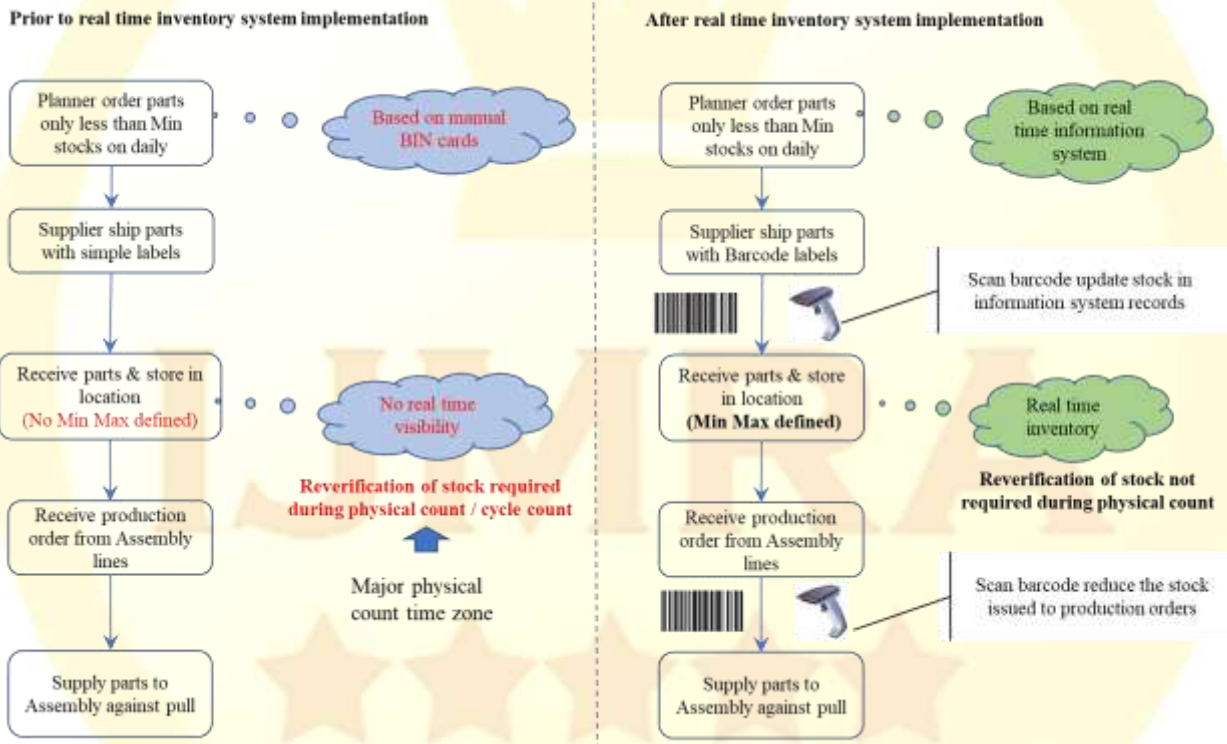 Prior to real time inventory system implementation
Planner order parts
only less than Min
stocks on daily
Based on manual
BIN cards
Supplier ship parts
with simple labels
Receive parts & store in
location
(No Min Max defined)
No real time
visibility
Reverification of stock required
during physical count / cycle count
Major physical
count time zone
Receive production
order from Assembly
lines
Supply parts to
Assembly against pull
After real time inventory system implementation
Planner order parts
only less than Min
stocks on daily
Based on real
time information
system
Supplier ship parts
with Barcode labels
Scan barcode update stock in
information system records
Receive parts & store
in location
(Min Max defined)
Real time
inventory
Reverification of stock not
required during physical count
Receive production
order from Assembly
lines
Scan barcode reduce the stock
issued to production orders
Supply parts to
Assembly against pull
IJMRA